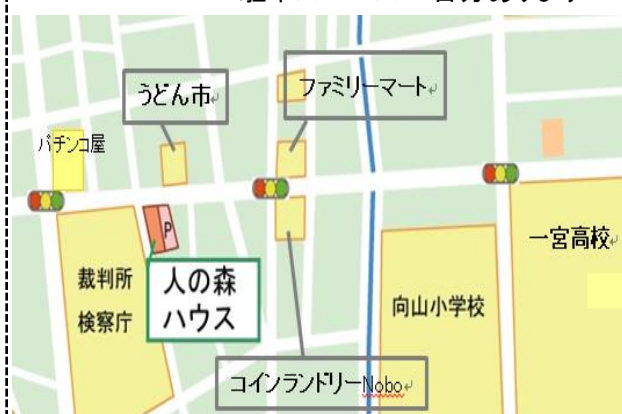 うどん市
ファミリーマート
パチンコ屋
P
一宮高校
裁判所
検察庁
人の森
ハウス
向山小学校
コインランドリーNobo